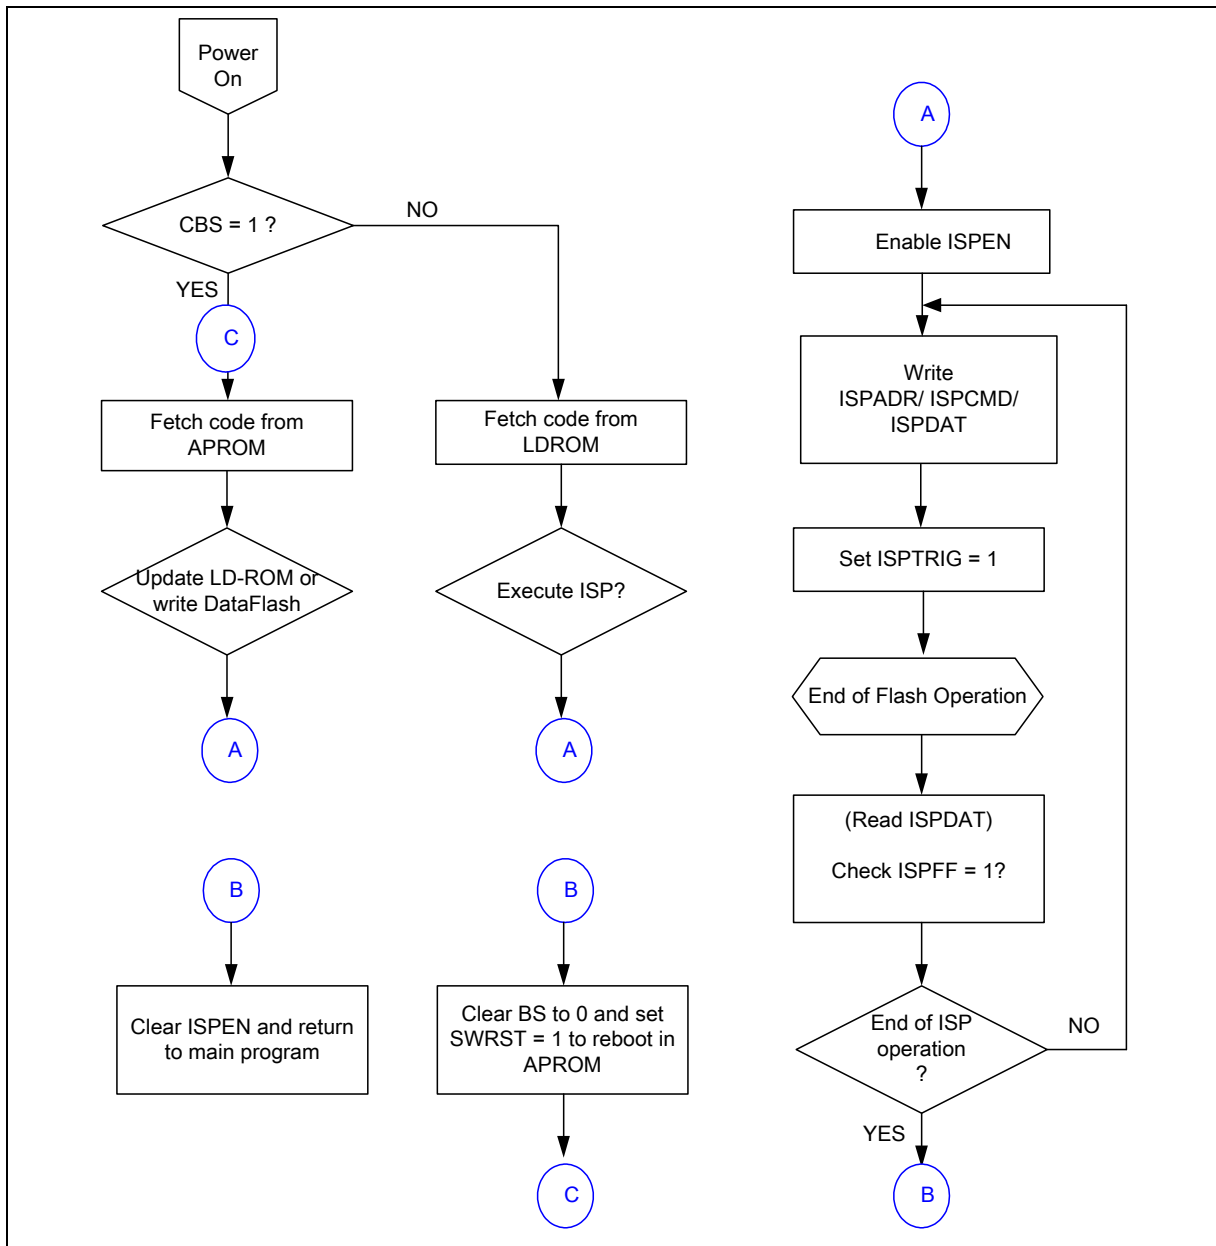 Power
On
CBS = 1 ?
NO
YES
C
Fetch code from
APROM
Fetch code from
LDROM
Update LD-ROM or
write DataFlash
Execute ISP?
A
A
B
B
Clear ISPEN and return
to main program
Clear BS to 0 and set
SWRST = 1 to reboot in
APROM
C
A
Enable ISPEN
Write
ISPADR/ ISPCMD/
ISPDAT
Set ISPTRIG = 1
End of Flash Operation
(Read ISPDAT)
Check ISPFF = 1?
End of ISP
operation
?
NO
YES
B